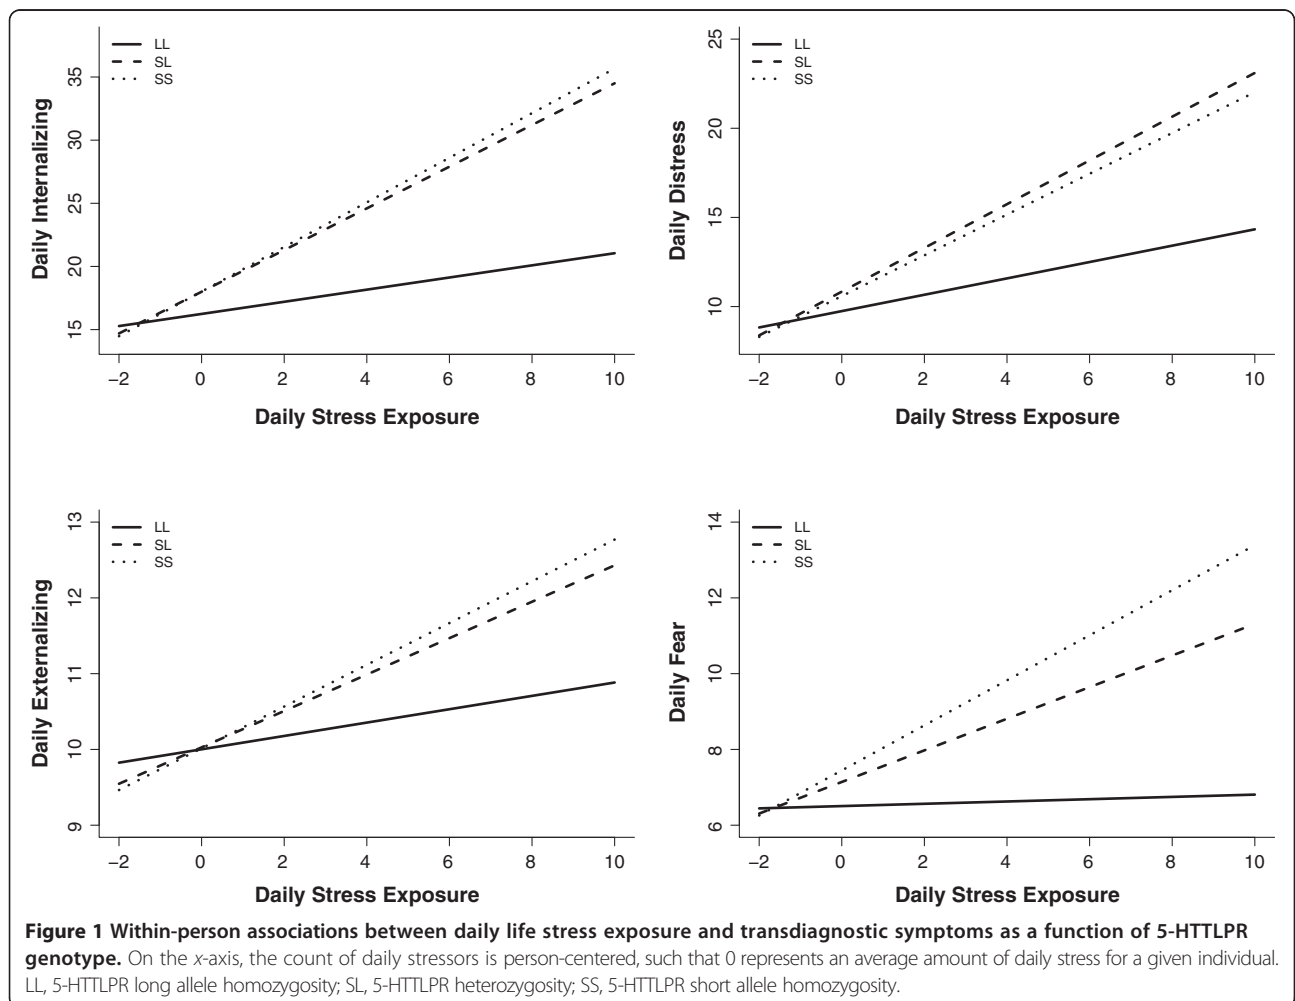 LL
SL
SS
35
30
25
20
15
Daily Internalizing
−2 0 2 4 6 8 10
Daily Stress Exposure
LL
SL
SS
25
20
15
10
Daily Distress
−2 0 2 4 6 8 10
Daily Stress Exposure
LL
SL
SS
13
12
11
10
9
Daily Externalizing
−2 0 2 4 6 8 10
Daily Stress Exposure
LL
SL
SS
14
12
10
8
6
Daily Fear
−2 0 2 4 6 8 10
Daily Stress Exposure
Figure 1 Within-person associations between daily life stress exposure and transdiagnostic symptoms as a function of 5-HTTLPR
genotype. On the x-axis, the count of daily stressors is person-centered, such that 0 represents an average amount of daily stress for a given individual.
LL, 5-HTTLPR long allele homozygosity; SL, 5-HTTLPR heterozygosity; SS, 5-HTTLPR short allele homozygosity.